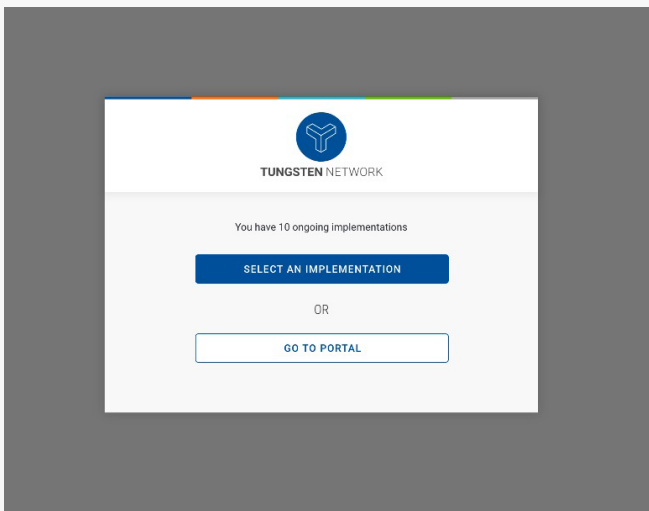 TUNGSTEN NETWORK
You have 10 ongoing implementations
SELECT AN IMPLEMENTATION
OR
GO TO PORTAL